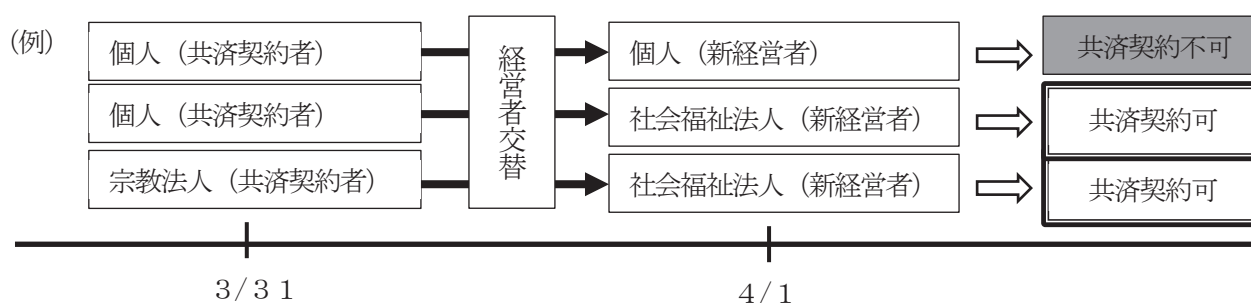 (例)
個人（共済契約者）
個人（新経営者）
共済契約不可
個人（共済契約者）
社会福祉法人（新経営者）
共済契約可
宗教法人（共済契約者）
社会福祉法人（新経営者）
共済契約可
経営者交替
3/31
4/1